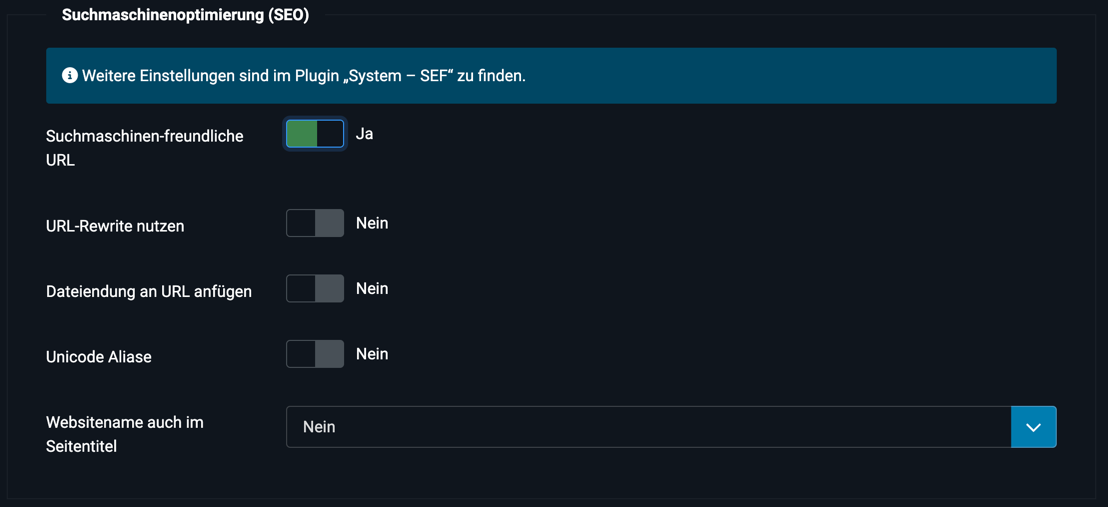 Suchmaschinenoptimierung (SEO)
Weitere Einstellungen sind im Plugin „System – SEF“ zu finden.
Suchmaschinen-freundliche
URL
Ja
URL-Rewrite nutzen
Nein
Dateiendung an URL anfügen
Nein
Unicode Aliase
Nein
Websitename auch im
Seitentitel
Nein